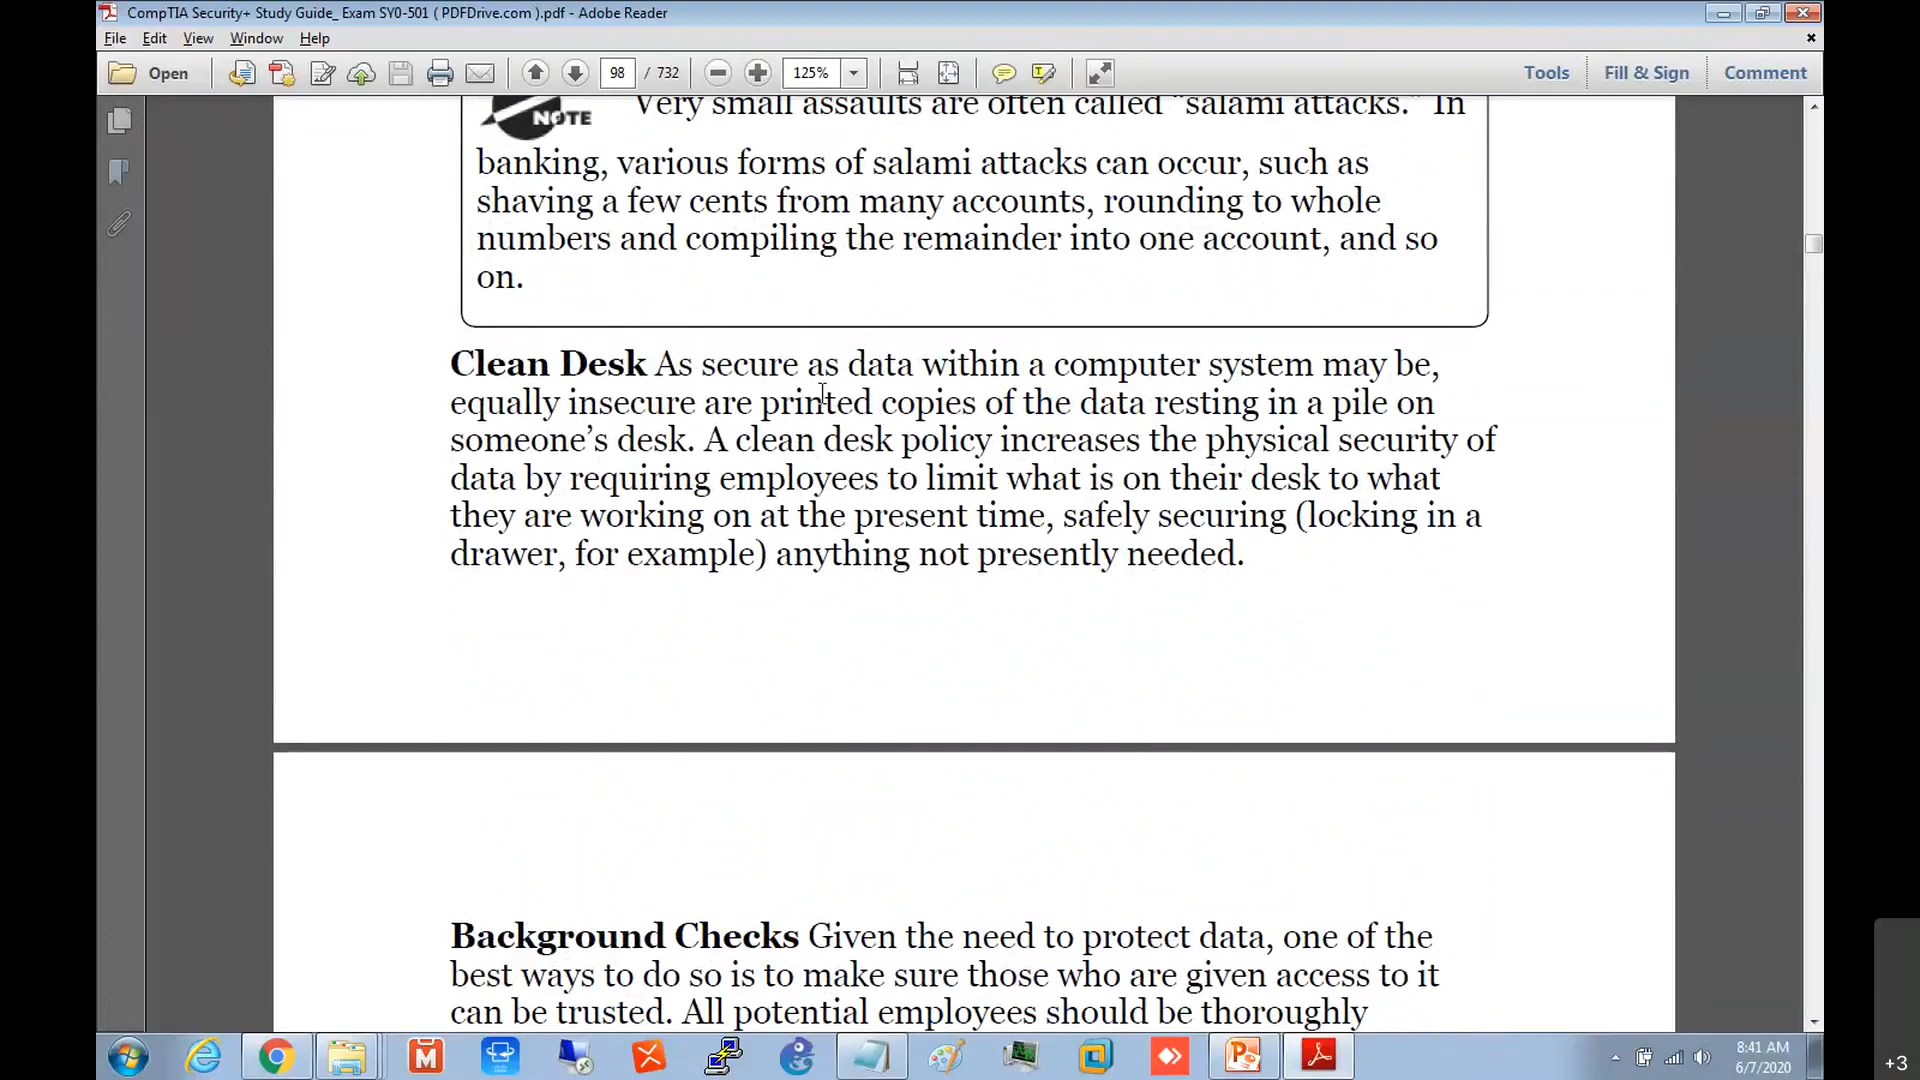 CompTIA Security+ Study Guide_ Exam SY0-501 ( PDFDrive.com ).pdf - Adobe Reader
File Edit View Window Help
Open 98 / 732 125% Tools Fill & Sign Comment
NOTE Very small assaults are often called “salami attacks.” In
banking, various forms of salami attacks can occur, such as
shaving a few cents from many accounts, rounding to whole
numbers and compiling the remainder into one account, and so
on.
Clean Desk As secure as data within a computer system may be,
equally insecure are printed copies of the data resting in a pile on
someone’s desk. A clean desk policy increases the physical security of
data by requiring employees to limit what is on their desk to what
they are working on at the present time, safely securing (locking in a
drawer, for example) anything not presently needed.
Background Checks Given the need to protect data, one of the
best ways to do so is to make sure those who are given access to it
can be trusted. All potential employees should be thoroughly
8:41 AM
6/7/2020
+3